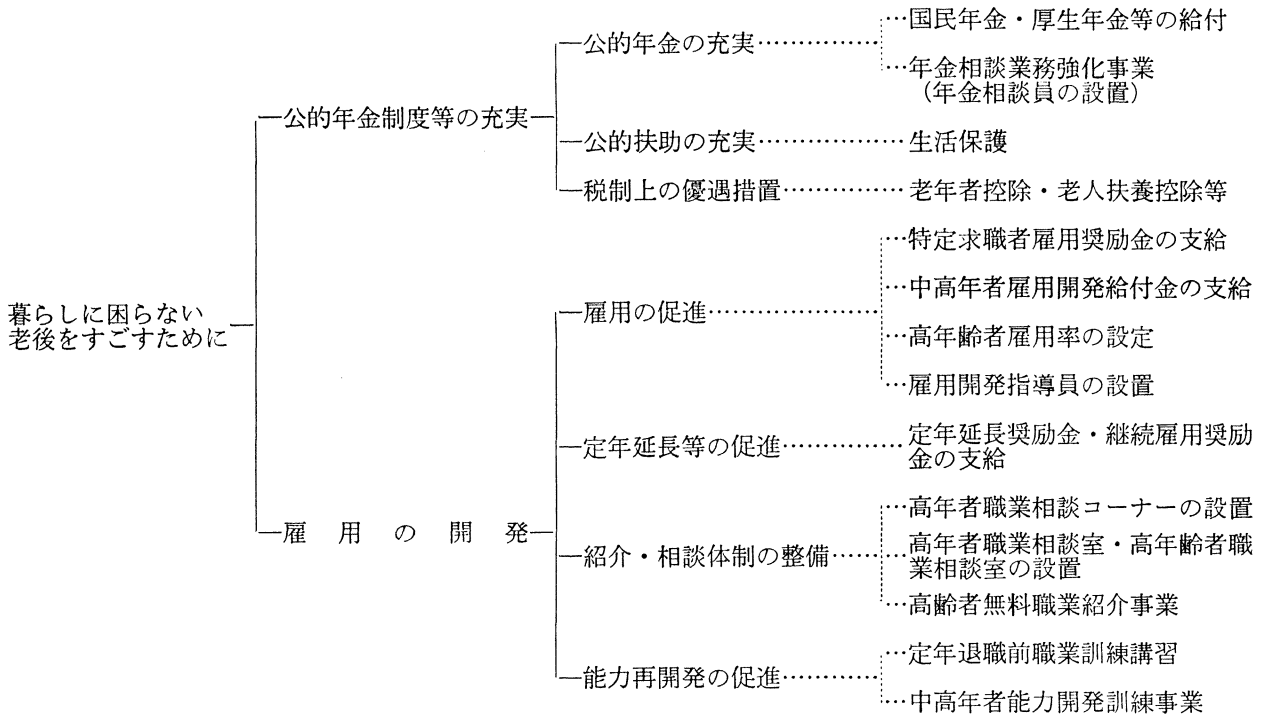 国民年金・厚生年金等の給付
公的年金の充実
年金相談業務強化事業
（年金相談員の設置）
公的年金制度等の充実
公的扶助の充実
生活保護
税制上の優遇措置
老年者控除・老人扶養控除等
特定求職者雇用奨励金の支給
中高年者雇用開発給付金の支給
暮らしに困らない
老後をすごすために
雇用の促進
高年齢者雇用率の設定
雇用開発指導員の設置
定年延長等の促進
定年延長奨励金・継続雇用奨励
金の支給
雇用の開発
高年者職業相談コーナーの設置
紹介・相談体制の整備
高年者職業相談室・高年齢者職
業相談室の設置
高齢者無料職業紹介事業
能力再開発の促進
定年退職前職業訓練講習
中高年者能力開発訓練事業